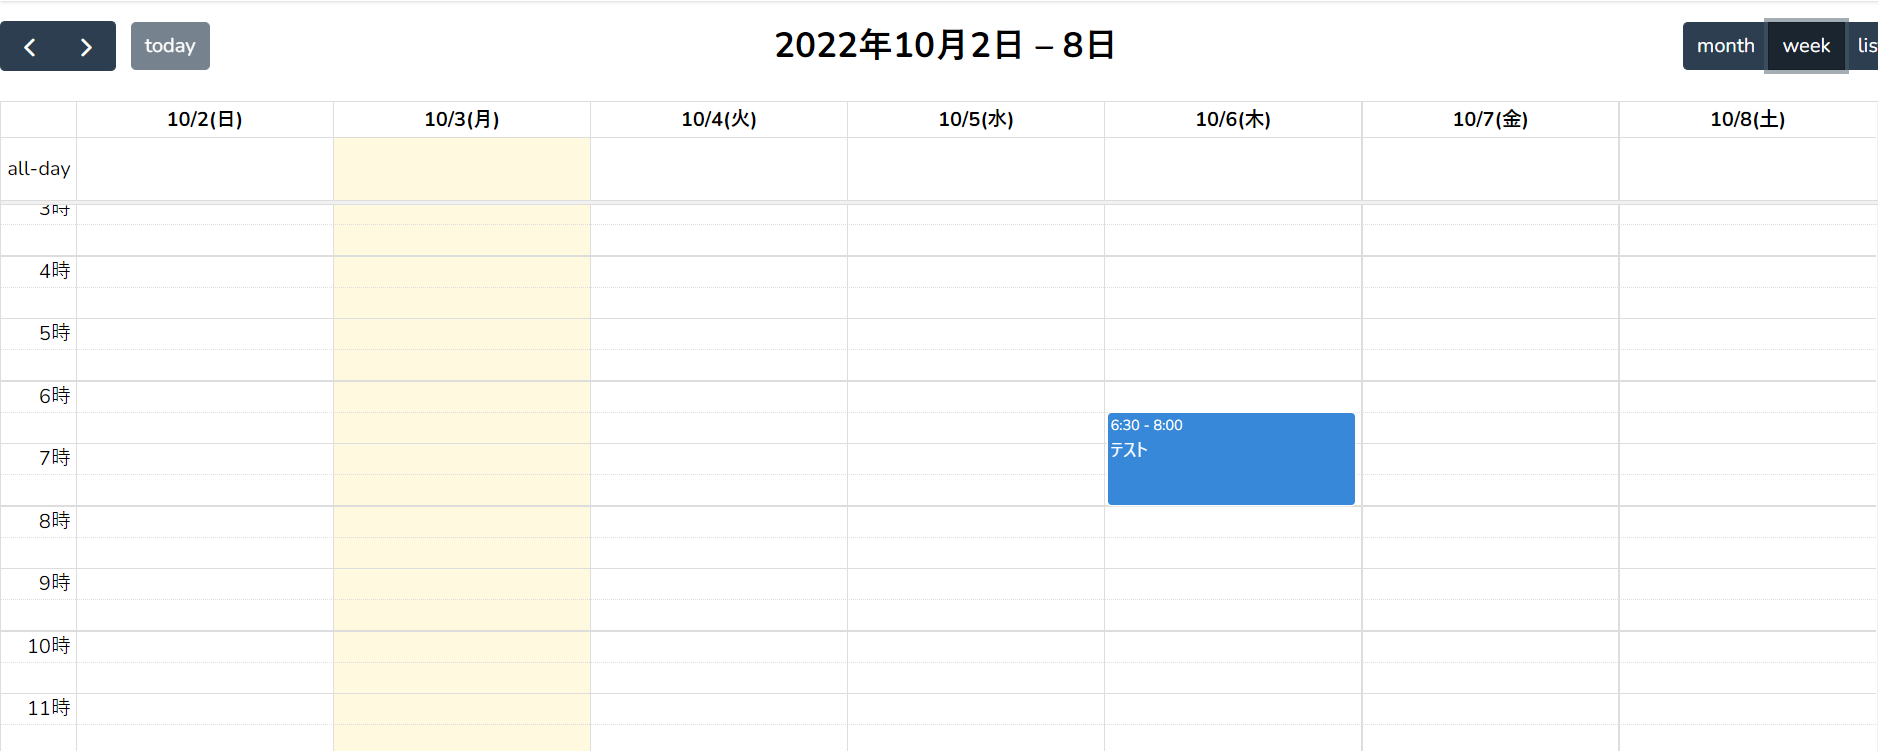 today
2022年10月2日 – 8日
month week lis
10/2(日) 10/3(月) 10/4(火) 10/5(水) 10/6(木) 10/7(金) 10/8(土)
all-day
3時
4時
5時
6時
6:30 - 8:00
テスト
7時
8時
9時
10時
11時